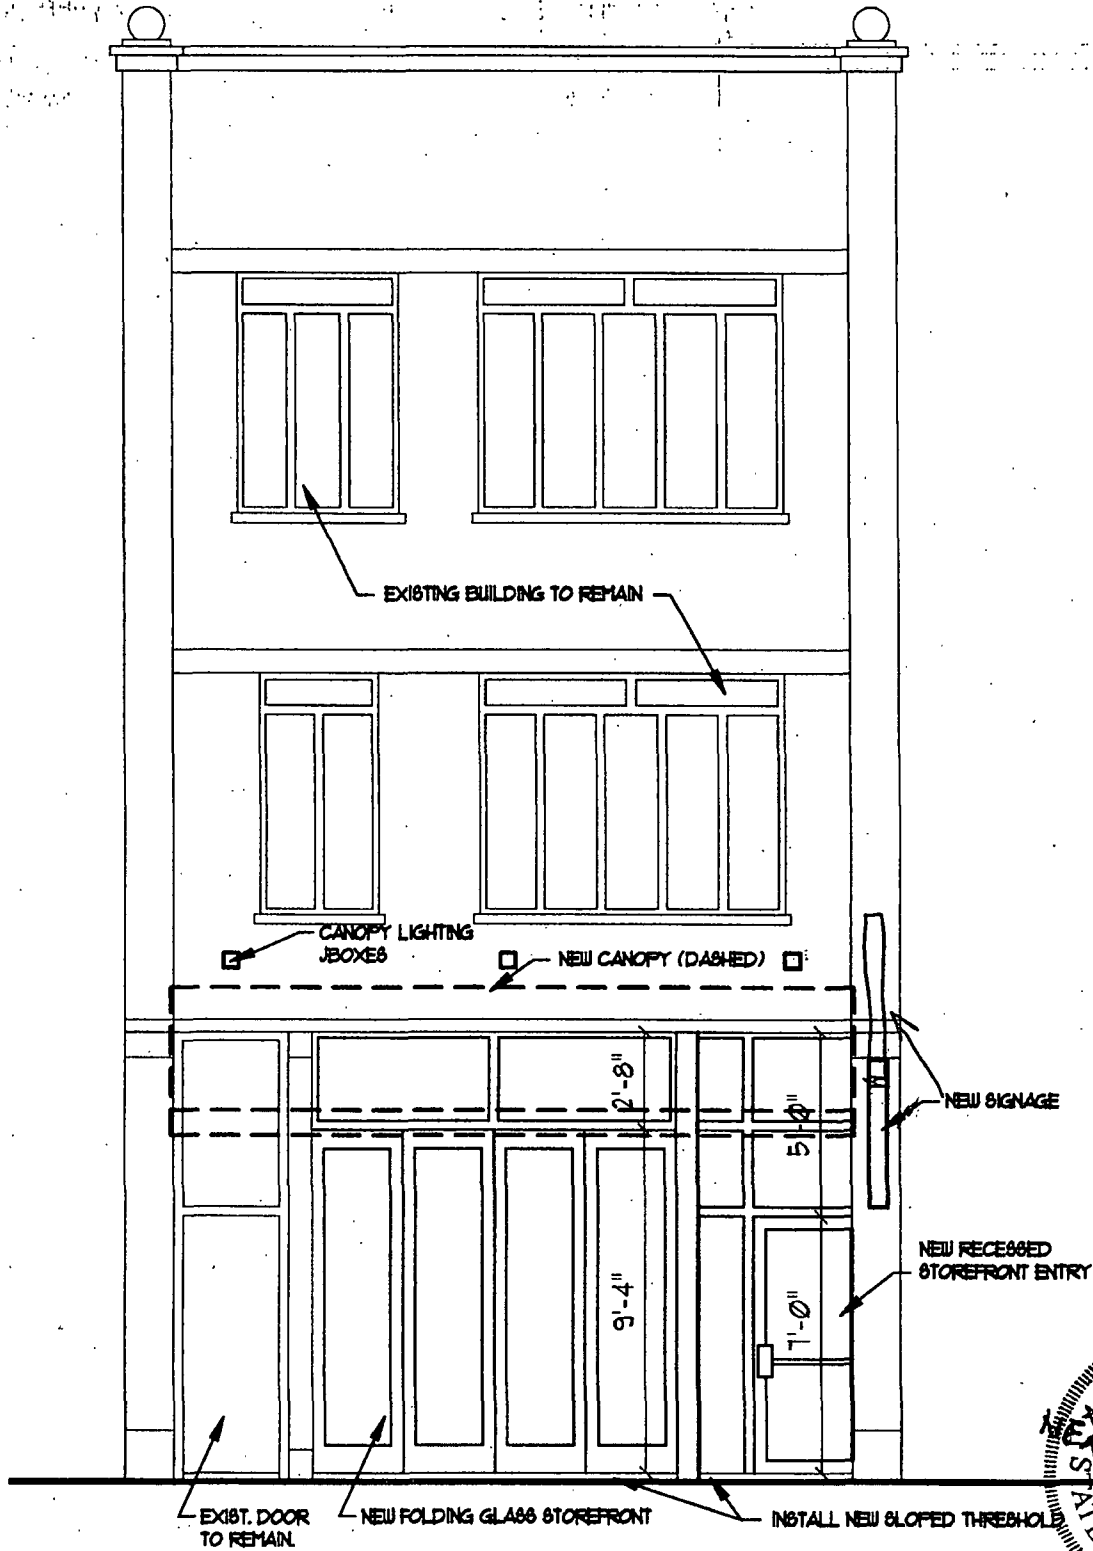 EXISTING BUILDING TO REMAIN
CANOPY LIGHTING
JBOXES
NEW CANOPY (DASHED)
2'-8"
5'-0"
NEW SIGNAGE
NEW RECESSED
STOREFRONT ENTRY
9'-4"
7'-0"
EXIST. DOOR
TO REMAIN.
NEW FOLDING GLASS STOREFRONT
INSTALL NEW SLOPED THRESHOLD